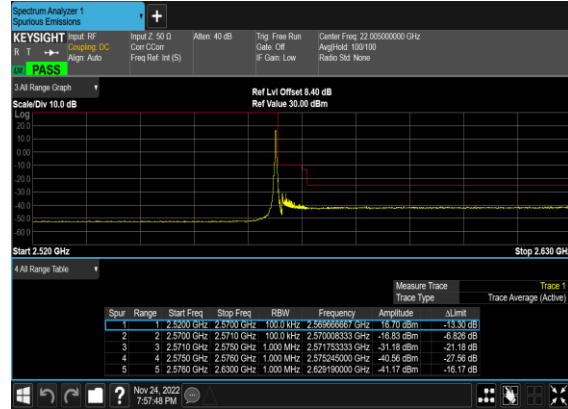 Spectrum Analyzer 1
Spurious Emissions
KEYSIGHT Input: RF Input Z: 50 Ω Atten: 40 dB Trig: Free Run Center Freq: 22.005000000 GHz
R T Coupling: DC Corr CCorr Gate: Off Avg|Hold: 100/100
Align: Auto Freq Ref: Int (S) IF Gain: Low Radio Std: None
PASS
3 All Range Graph
Ref Lvl Offset 8.40 dB
Scale/Div 10.0 dB Ref Value 30.00 dBm
Log
20.0
10.0
0.00
-10.0
-20.0
-30.0
-40.0
-50.0
-60.0
Start 2.520 GHz Stop 2.630 GHz
4 All Range Table
Measure Trace Trace 1
Trace Type Trace Average (Active)
Spur Range Start Freq Stop Freq RBW Frequency Amplitude ΔLimit
1 1 2.5200 GHz 2.5700 GHz 100.0 kHz 2.569666667 GHz 16.70 dBm -13.30 dB
2 2 2.5700 GHz 2.5710 GHz 100.0 kHz 2.570008333 GHz -16.83 dBm -6.826 dB
3 3 2.5710 GHz 2.5750 GHz 1.000 MHz 2.571753333 GHz -31.18 dBm -21.18 dB
4 4 2.5750 GHz 2.5760 GHz 1.000 MHz 2.575245000 GHz -40.56 dBm -27.56 dB
5 5 2.5760 GHz 2.6300 GHz 1.000 MHz 2.629190000 GHz -41.17 dBm -16.17 dB
Nov 24, 2022
7:57:48 PM